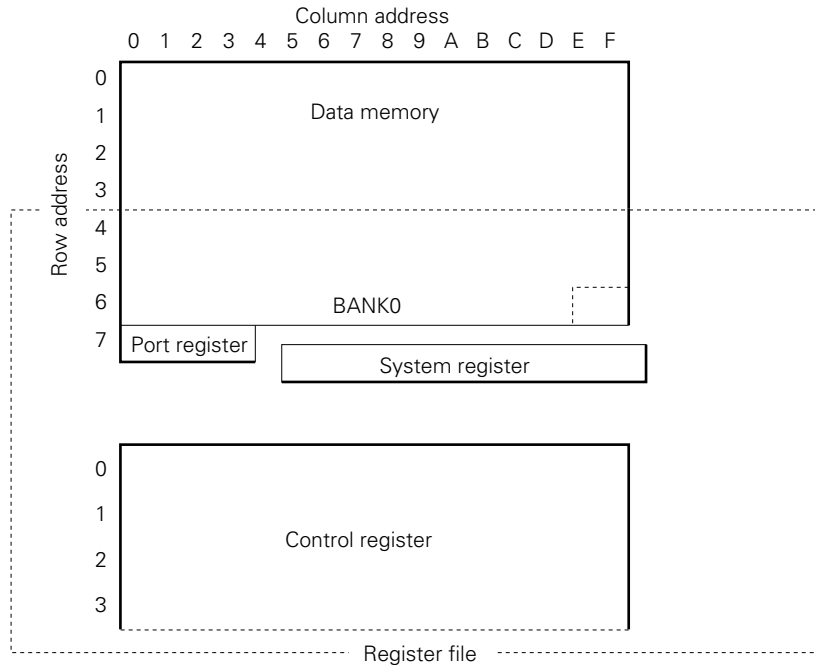 Column address
0 1 2 3 4 5 6 7 8 9 A B C D E F
Row address
0
1
2
3
4
5
6
7
Data memory
BANK0
Port register
System register
0
1
2
3
Control register
Register file